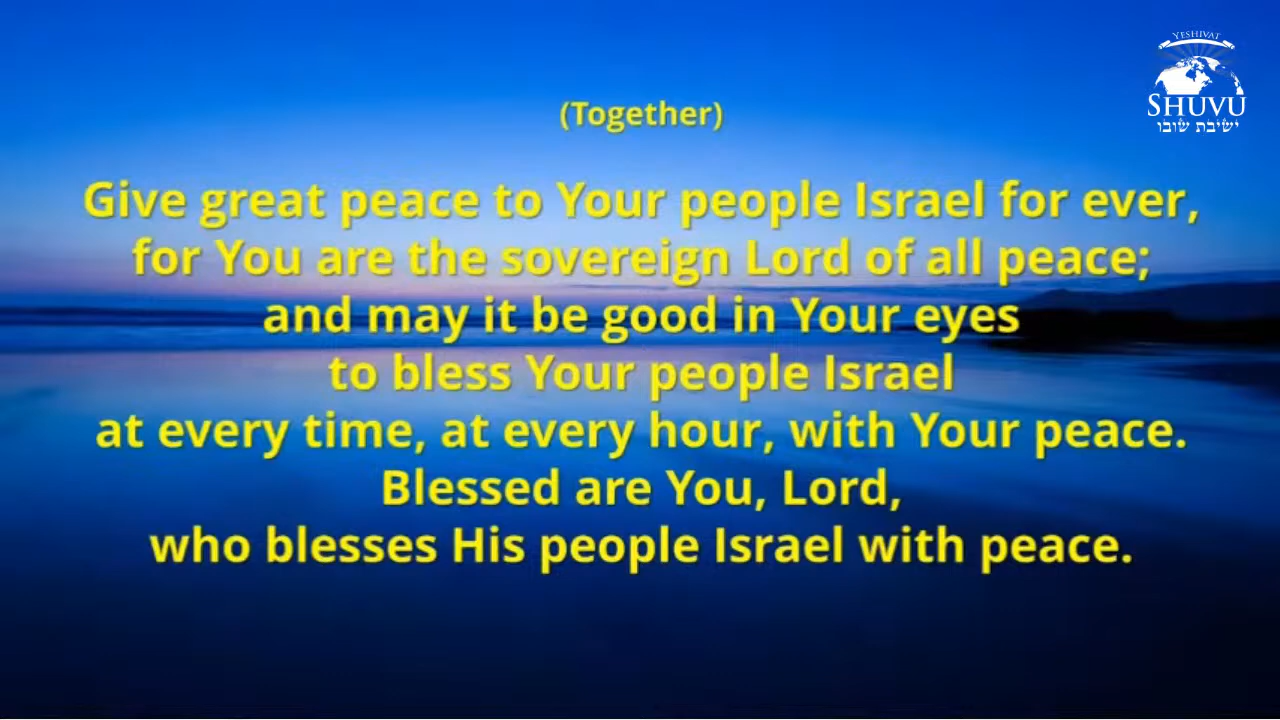 YESHIVAT
SHUVU
ישיבת שובו
(Together)
Give great peace to Your people Israel for ever,
for You are the sovereign Lord of all peace;
and may it be good in Your eyes
to bless Your people Israel
at every time, at every hour, with Your peace.
Blessed are You, Lord,
who blesses His people Israel with peace.